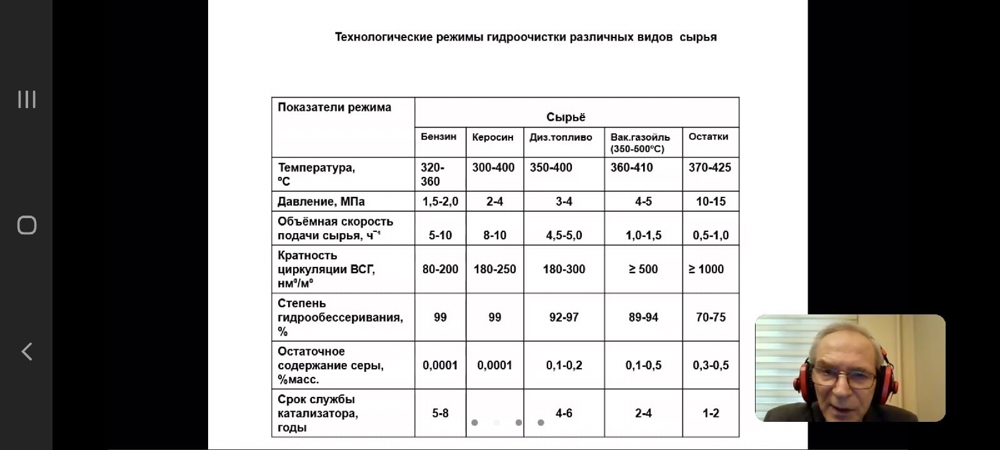 Технологические режимы гидроочистки различных видов сырья
Показатели режима
Сырьё
Бензин Керосин Диз.топливо Вак.газойль Остатки
(350-500ºС)
Температура, 320- 300-400 350-400 360-410 370-425
ºС 360
Давление, МПа 1,5-2,0 2-4 3-4 4-5 10-15
Объёмная скорость
подачи сырья, ч⁻¹ 5-10 8-10 4,5-5,0 1,0-1,5 0,5-1,0
Кратность
циркуляции ВСГ, 80-200 180-250 180-300 ≥ 500 ≥ 1000
нм³/м³
Степень
гидрообессеривания, 99 99 92-97 89-94 70-75
%
Остаточное
содержание серы, 0,0001 0,0001 0,1-0,2 0,1-0,5 0,3-0,5
%масс.
Срок службы
катализатора, 5-8 4-6 2-4 1-2
годы